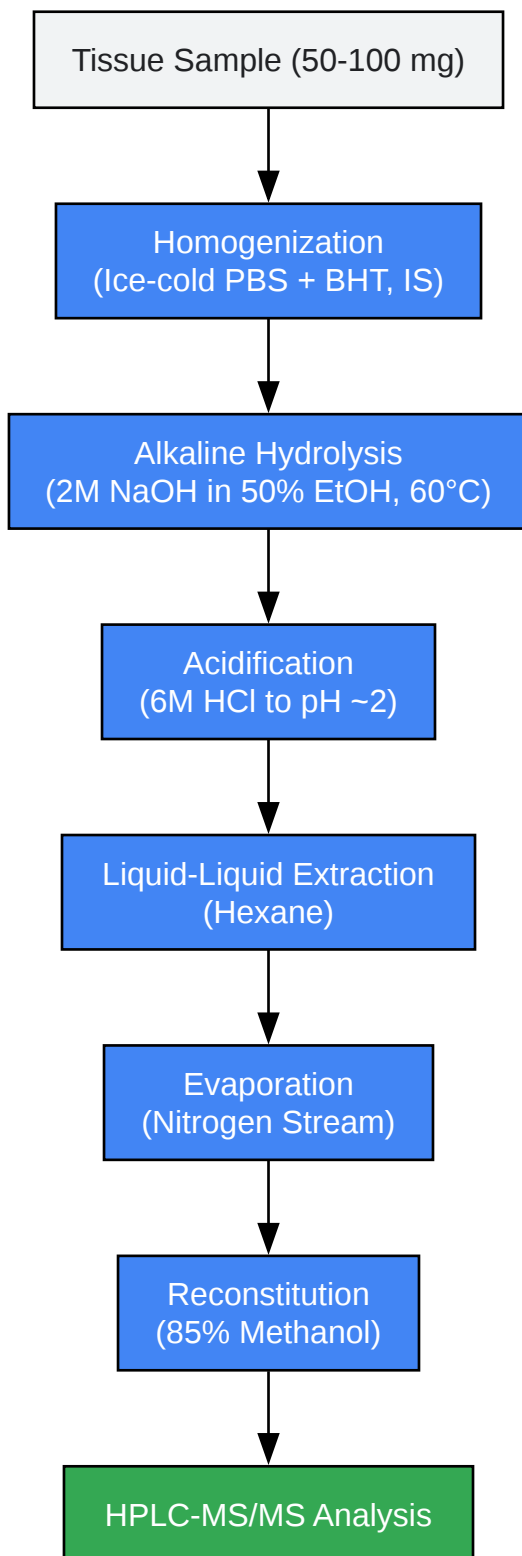 Tissue Sample (50-100 mg)
Homogenization
(Ice-cold PBS + BHT, IS)
Alkaline Hydrolysis
(2M NaOH in 50% EtOH, 60°C)
Acidification
(6M HCl to pH ~2)
Liquid-Liquid Extraction
(Hexane)
Evaporation
(Nitrogen Stream)
Reconstitution
(85% Methanol)
HPLC-MS/MS Analysis